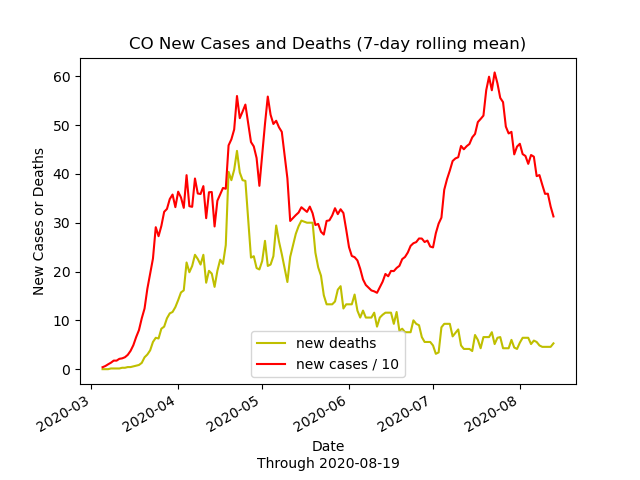 CO New Cases and Deaths (7-day rolling mean)
New Cases or Deaths
60
50
40
30
20
10
0
new deaths
new cases / 10
2020-03
2020-04
2020-05
2020-06
2020-07
2020-08
Date
Through 2020-08-19